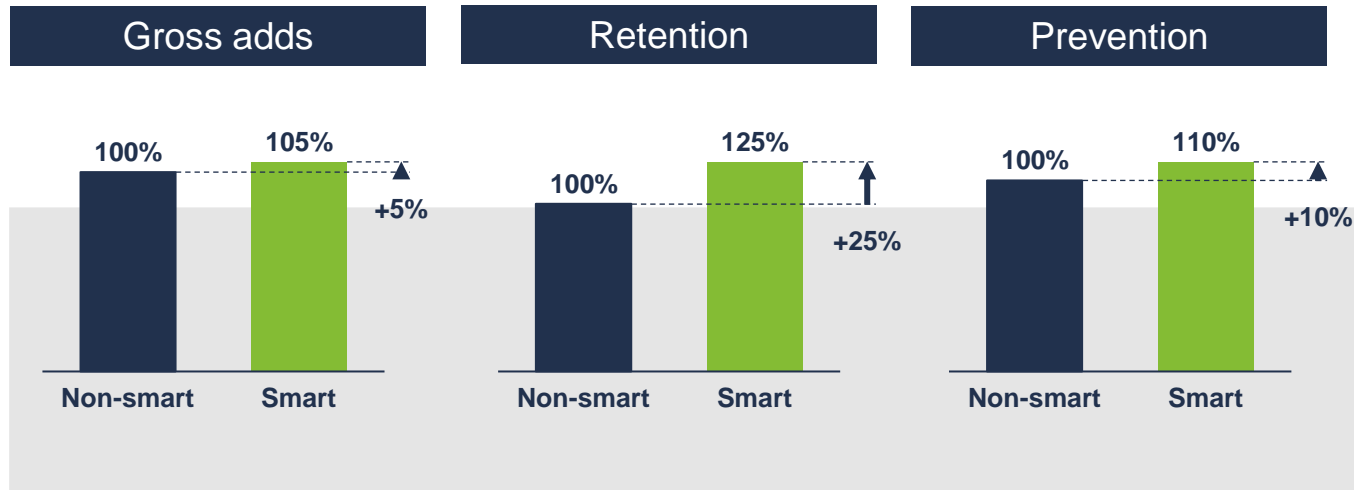 Gross adds
100%
105%
+5%
Non-smart
Smart
Retention
100%
125%
+25%
Non-smart
Smart
Prevention
100%
110%
+10%
Non-smart
Smart